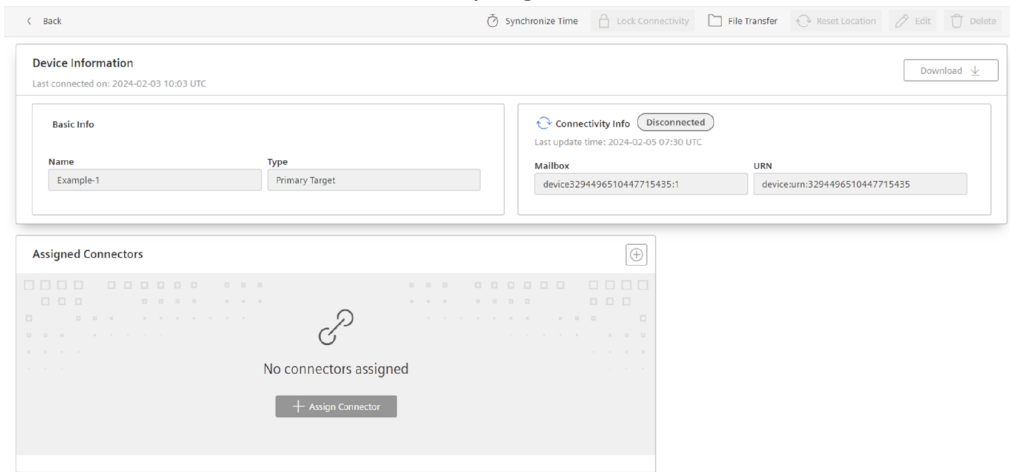 Back
Synchronize Time
Lock Connectivity
File Transfer
Reset Location
Edit
Delete
Device Information
Last connected on: 2024-02-03 10:03 UTC
Download
Basic Info
Name
Type
Example-1
Primary Target
Connectivity Info
Disconnected
Last update time: 2024-02-05 07:30 UTC
Mailbox
URN
device3294496510447715435:1
device:urn:3294496510447715435
Assigned Connectors
No connectors assigned
Assign Connector